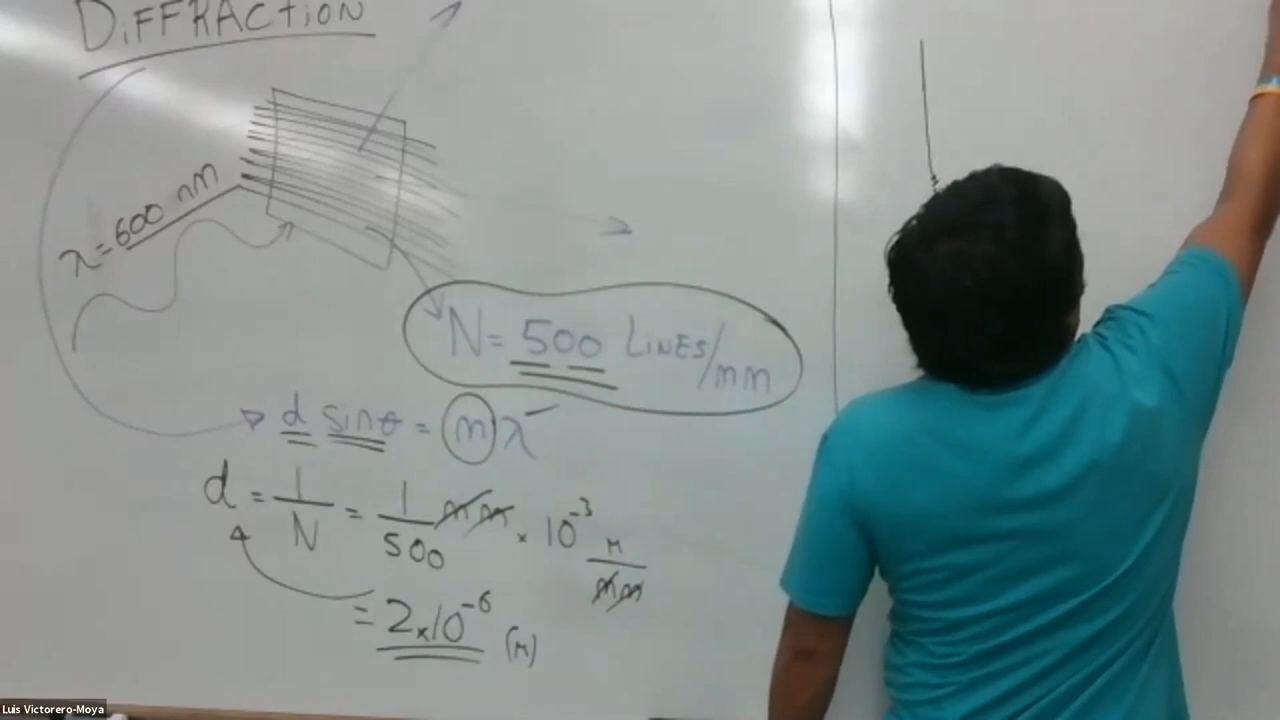 DIFFRACTION
λ = 600 nm
N = 500 LINES/mm
d sinθ = m λ
d = 1/N = 1/500 mm × 10⁻³ M/mm
= 2×10⁻⁶ (M)
Luis Victorero-Moya